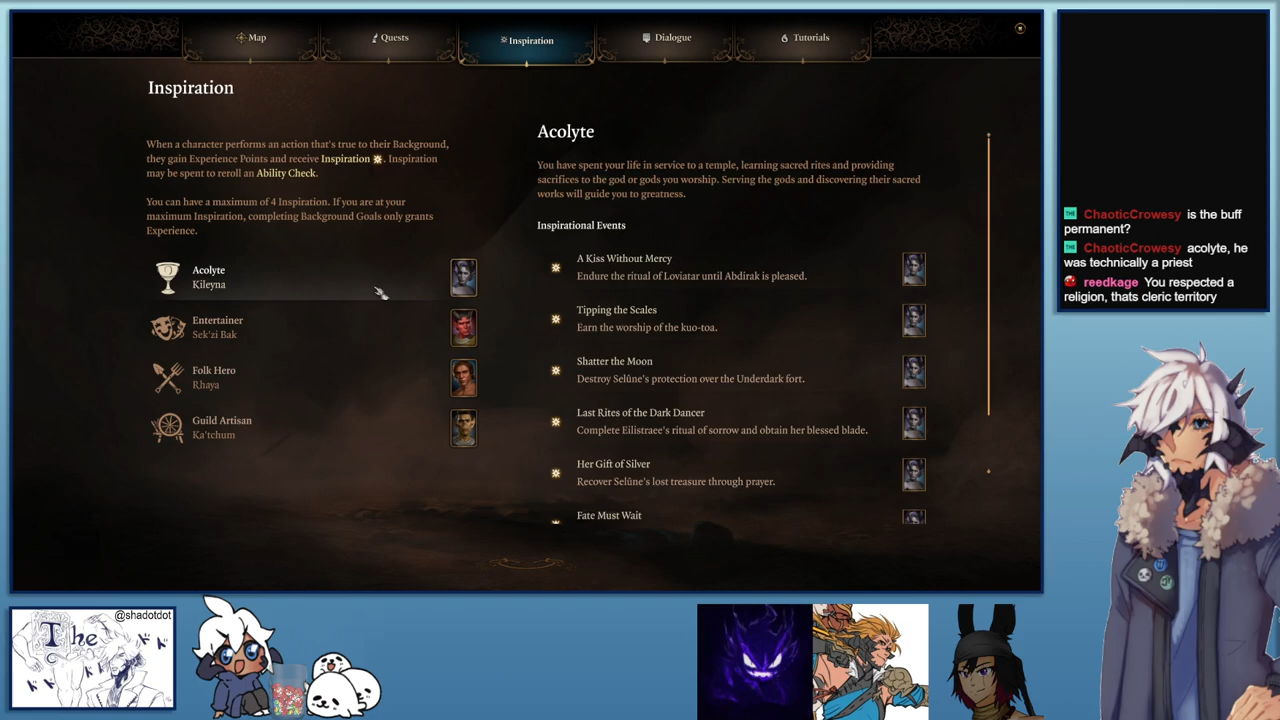 Map
Quests
Inspiration
Dialogue
Tutorials
Inspiration
When a character performs an action that's true to their Background,
they gain Experience Points and receive Inspiration. Inspiration
may be spent to reroll an Ability Check.
You can have a maximum of 4 Inspiration. If you are at your
maximum Inspiration, completing Background Goals only grants
Experience.
Acolyte
Kileyna
Entertainer
Sek'zi Bak
Folk Hero
Rhaya
Guild Artisan
Ka'tchum
Acolyte
You have spent your life in service to a temple, learning sacred rites and providing
sacrifices to the god or gods you worship. Serving the gods and discovering their sacred
works will guide you to greatness.
Inspirational Events
A Kiss Without Mercy
Endure the ritual of Loviatar until Abdirak is pleased.
Tipping the Scales
Earn the worship of the kuo-toa.
Shatter the Moon
Destroy Selûne's protection over the Underdark fort.
Last Rites of the Dark Dancer
Complete Eilistraee's ritual of sorrow and obtain her blessed blade.
Her Gift of Silver
Recover Selûne's lost treasure through prayer.
Fate Must Wait
THE ChaoticCrowesy is the buff
permanent?
THE ChaoticCrowesy acolyte, he
was technically a priest
reedkage You respected a
religion, thats cleric territory
@shadotdot
The